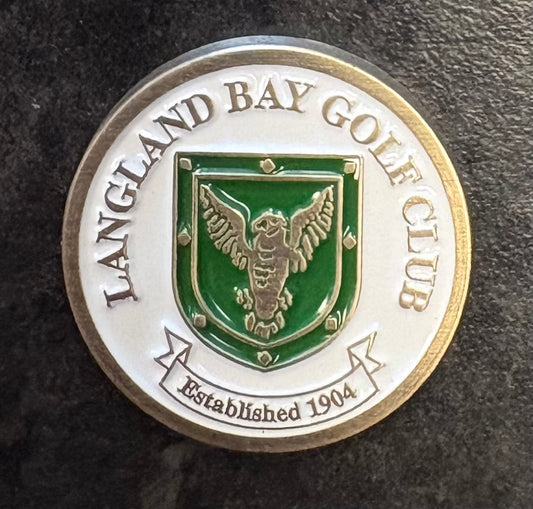 LANGLAND BAY GOLF CLUB
Established 1904